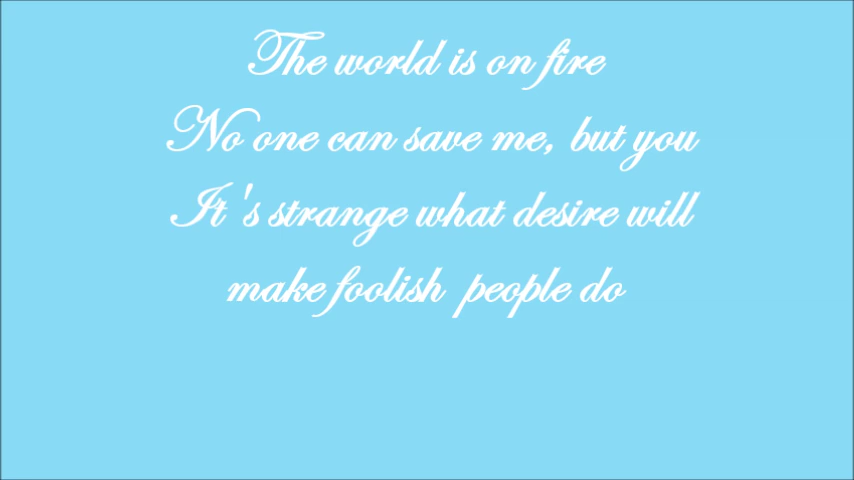 The world is on fire
No one can save me, but you
It's strange what desire will
make foolish people do